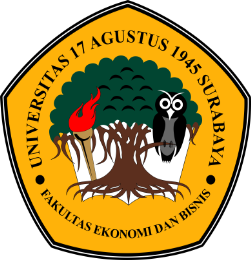 UNIVERSITAS 17 AGUSTUS 1945 SURABAYA
FAKULTAS EKONOMI DAN BISNIS